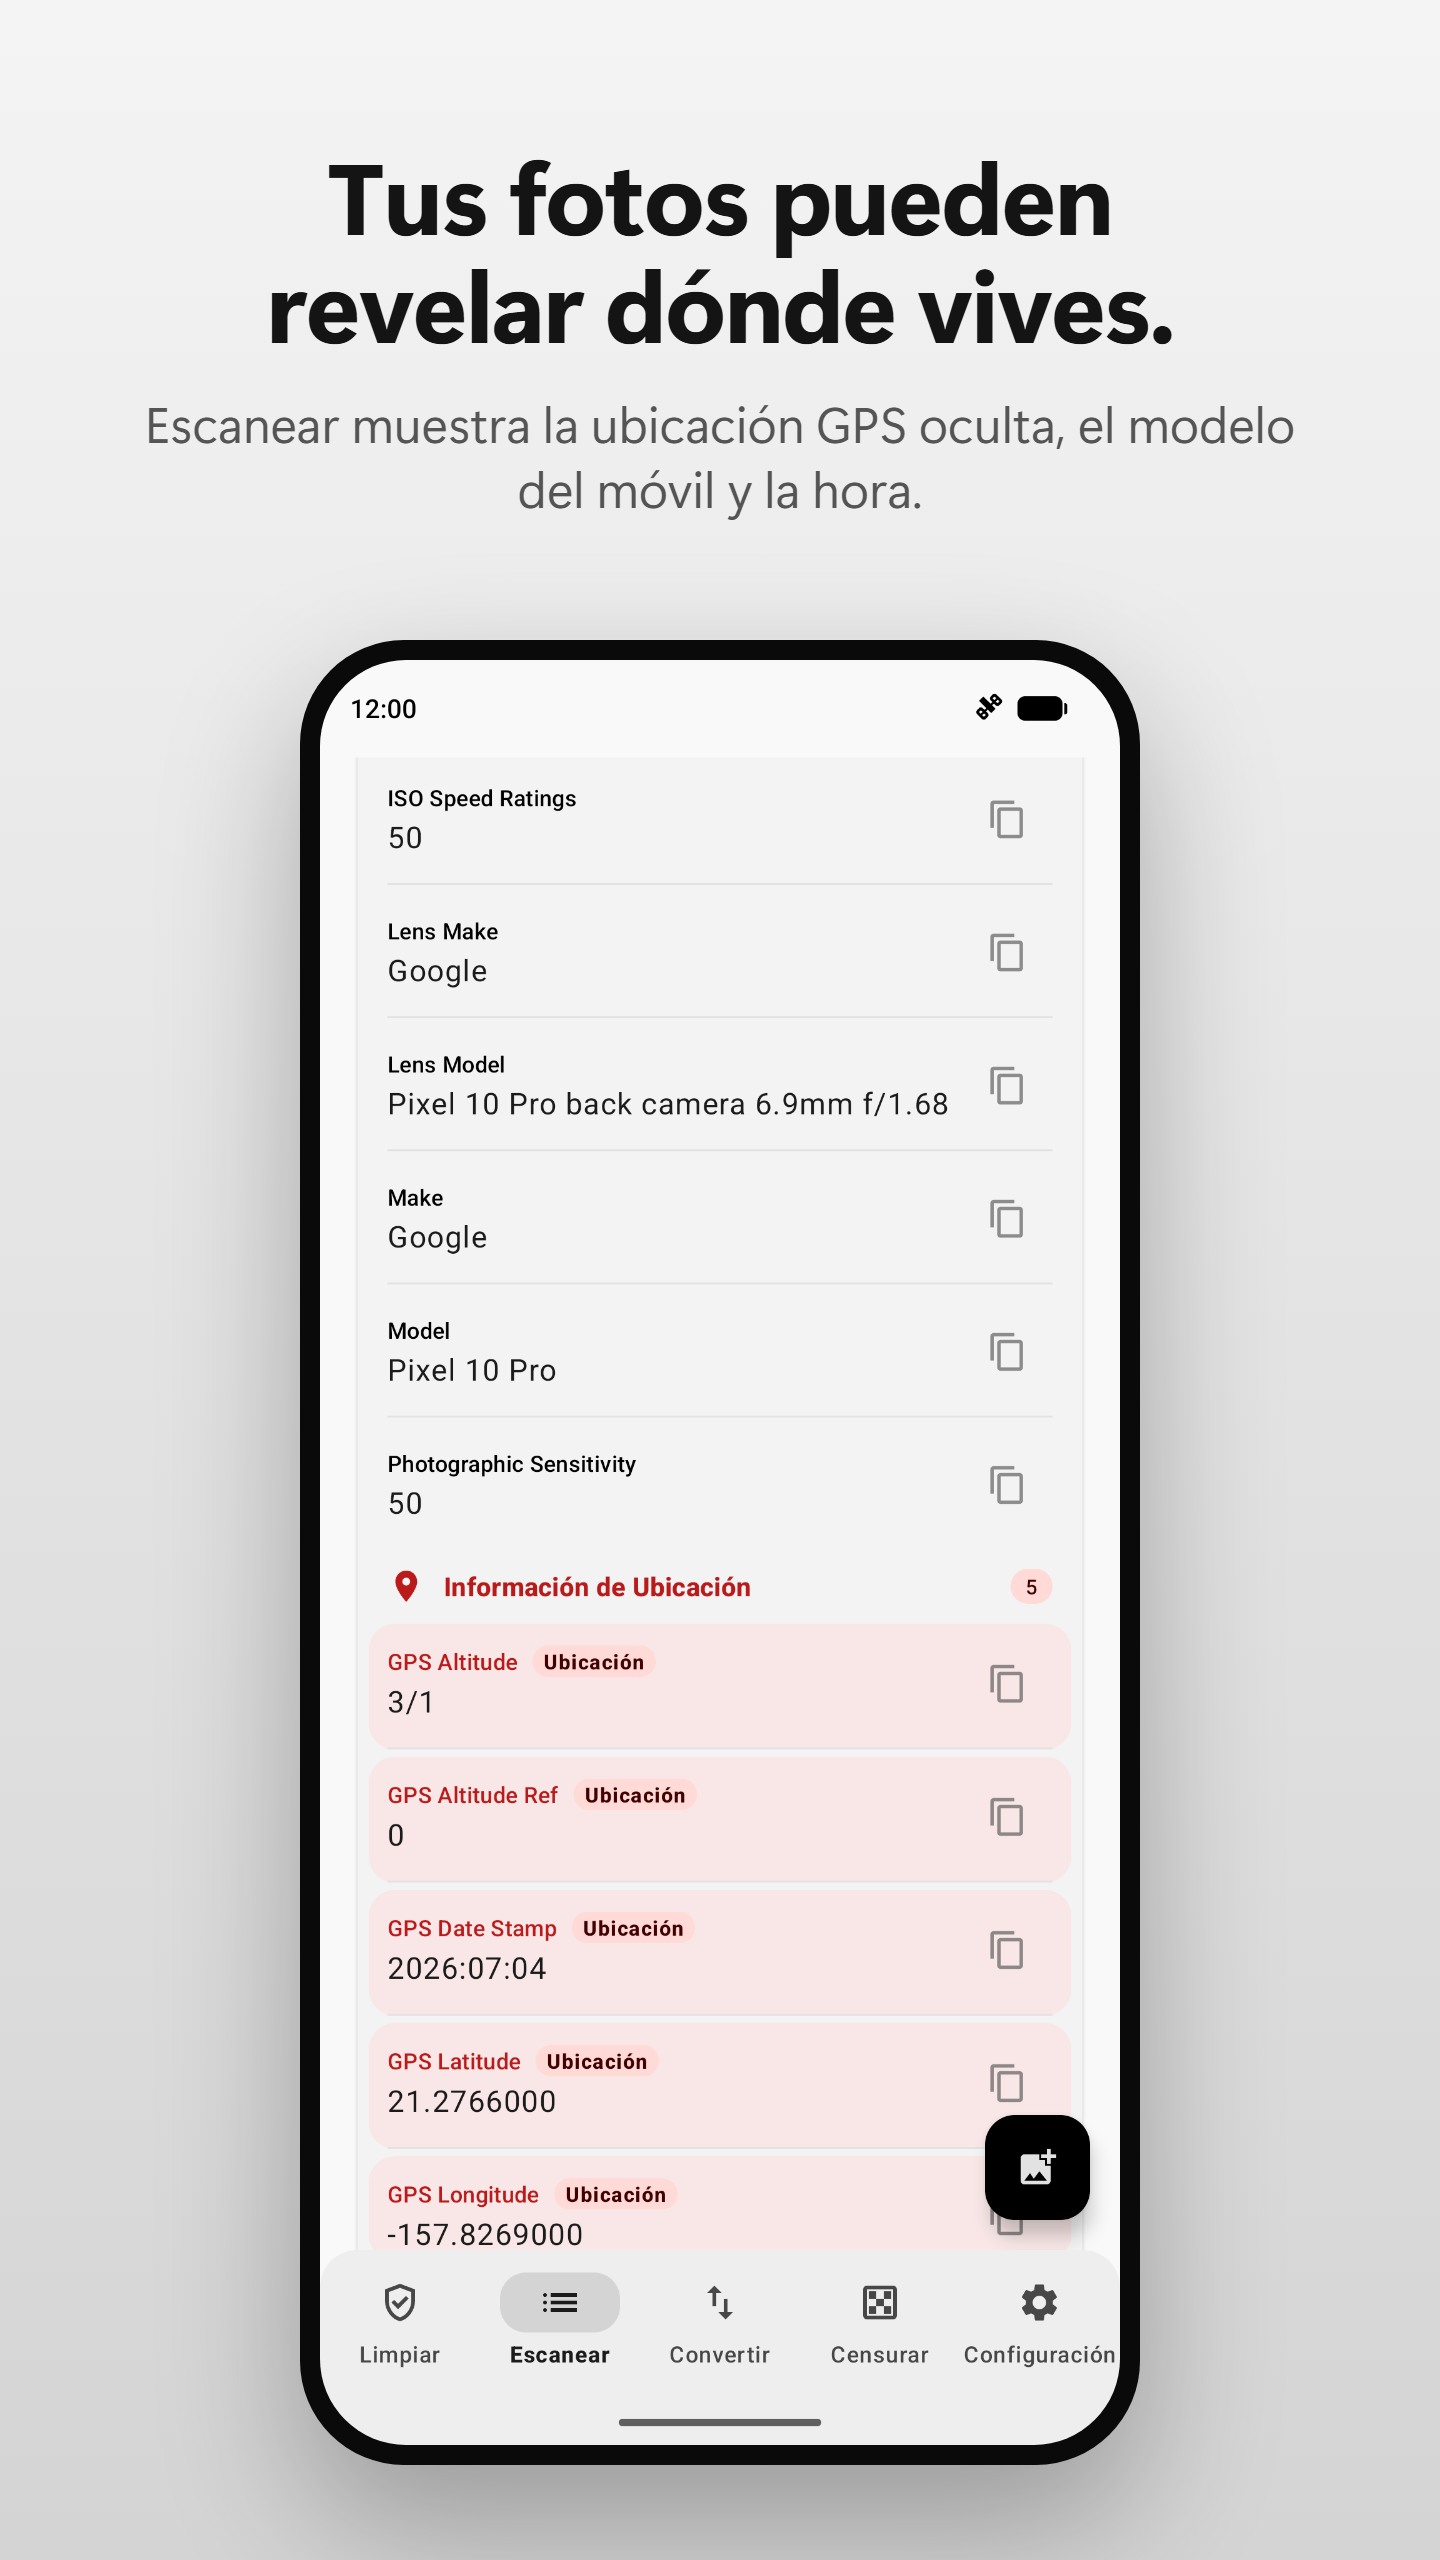 Tus fotos pueden
revelar dónde vives.
Escanear muestra la ubicación GPS oculta, el modelo
del móvil y la hora.
12:00
ISO Speed Ratings
50
Lens Make
Google
Lens Model
Pixel 10 Pro back camera 6.9mm f/1.68
Make
Google
Model
Pixel 10 Pro
Photographic Sensitivity
50
Información de Ubicación 5
GPS Altitude Ubicación
3/1
GPS Altitude Ref Ubicación
0
GPS Date Stamp Ubicación
2026:07:04
GPS Latitude Ubicación
21.2766000
GPS Longitude Ubicación
-157.8269000
Limpiar Escanear Convertir Censurar Configuración